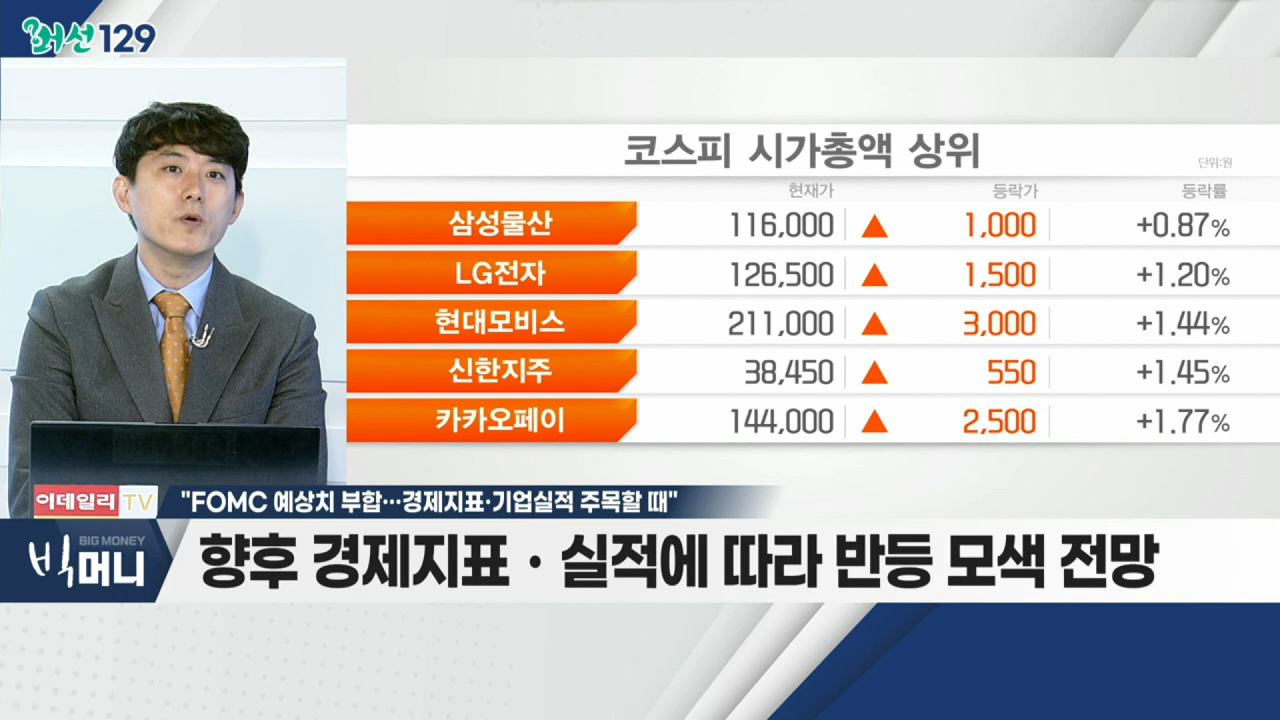 머선129
코스피 시가총액 상위
단위:원
현재가 등락가 등락률
삼성물산 116,000 ▲ 1,000 +0.87%
LG전자 126,500 ▲ 1,500 +1.20%
현대모비스 211,000 ▲ 3,000 +1.44%
신한지주 38,450 ▲ 550 +1.45%
카카오페이 144,000 ▲ 2,500 +1.77%
이데일리TV "FOMC 예상치 부합…경제지표·기업실적 주목할 때"
BIG MONEY
빅머니 향후 경제지표·실적에 따라 반등 모색 전망